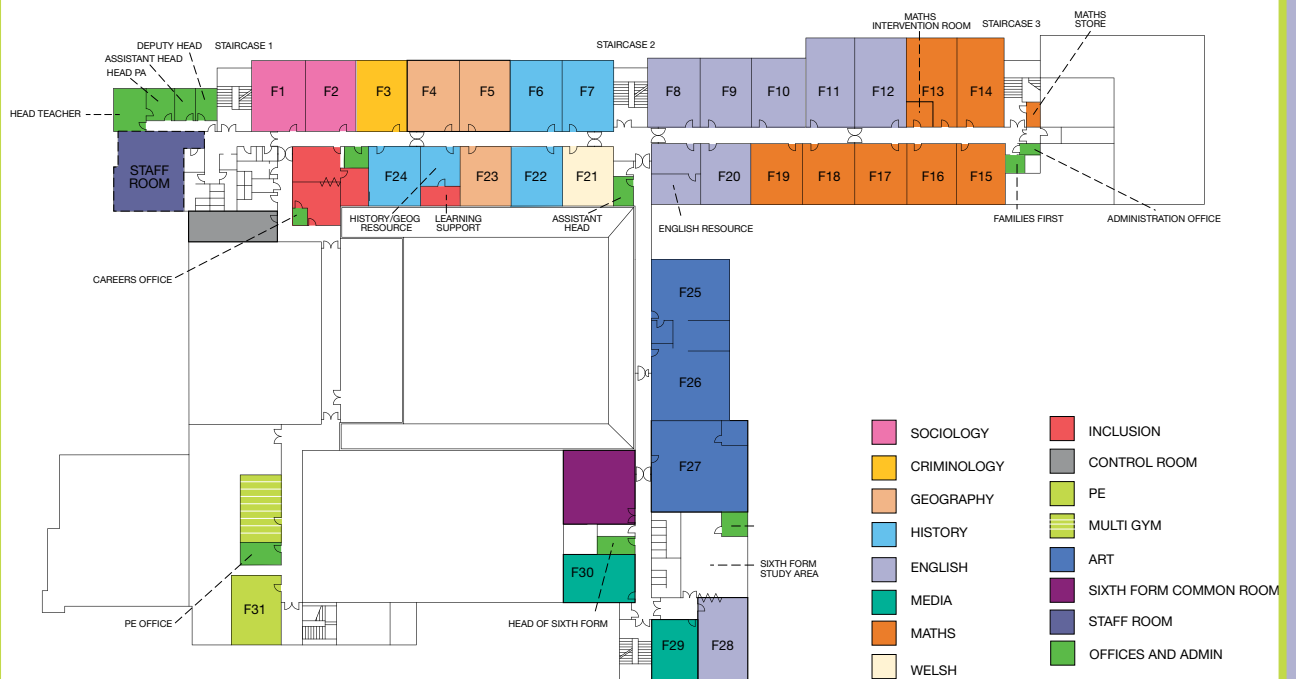 MATHS
INTERVENTION ROOM
STAIRCASE 3
MATHS
STORE
DEPUTY HEAD
STAIRCASE 1
STAIRCASE 2
ASSISTANT HEAD
HEAD PA
HEAD TEACHER
F1
F2
F3
F4
F5
F6
F7
F8
F9
F10
F11
F12
F13
F14
STAFF
ROOM
F24
F23
F22
F21
F20
F19
F18
F17
F16
F15
HISTORY/GEOG
RESOURCE
LEARNING
SUPPORT
ASSISTANT
HEAD
ENGLISH RESOURCE
FAMILIES FIRST
ADMINISTRATION OFFICE
CAREERS OFFICE
F25
F26
F27
F30
F31
PE OFFICE
HEAD OF SIXTH FORM
SIXTH FORM
STUDY AREA
F29
F28
SOCIOLOGY
CRIMINOLOGY
GEOGRAPHY
HISTORY
ENGLISH
MEDIA
MATHS
WELSH
INCLUSION
CONTROL ROOM
PE
MULTI GYM
ART
SIXTH FORM COMMON ROOM
STAFF ROOM
OFFICES AND ADMIN